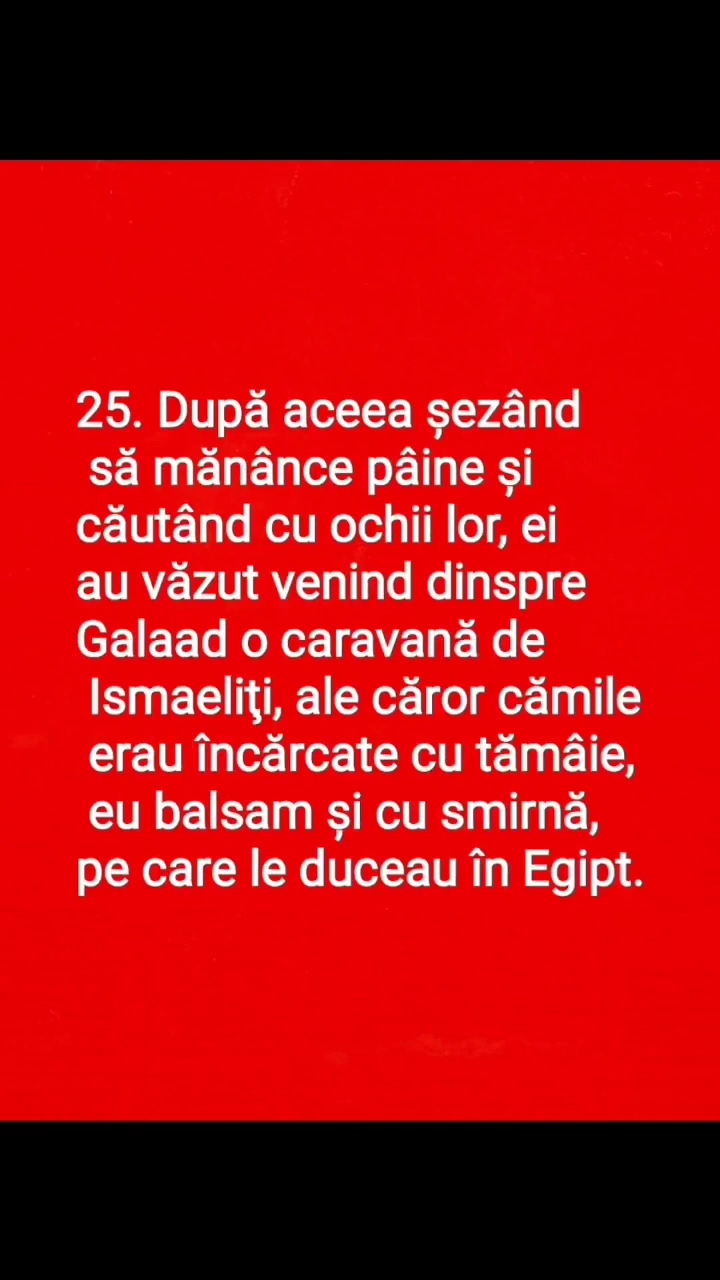 25. După aceea șezând
să mănânce pâine și
căutând cu ochii lor, ei
au văzut venind dinspre
Galaad o caravană de
Ismaeliţi, ale căror cămile
erau încărcate cu tămâie,
eu balsam și cu smirnă,
pe care le duceau în Egipt.